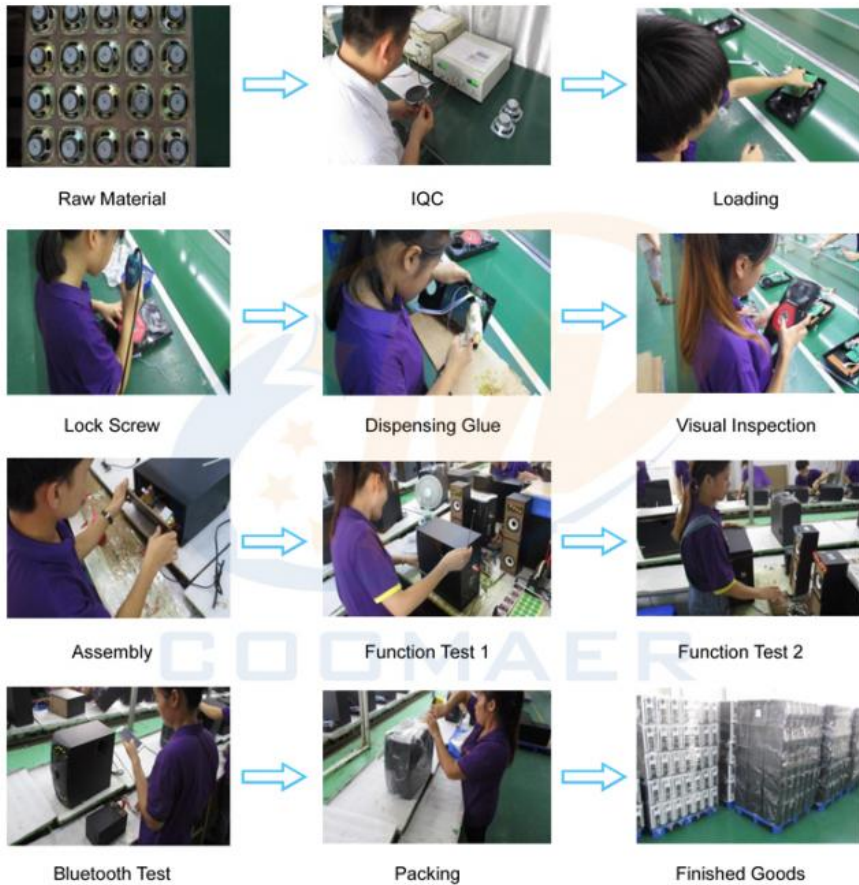 Raw Material
IQC
Loading
Lock Screw
Dispensing Glue
Visual Inspection
Assembly
Function Test 1
Function Test 2
COOMAER
Bluetooth Test
Packing
Finished Goods